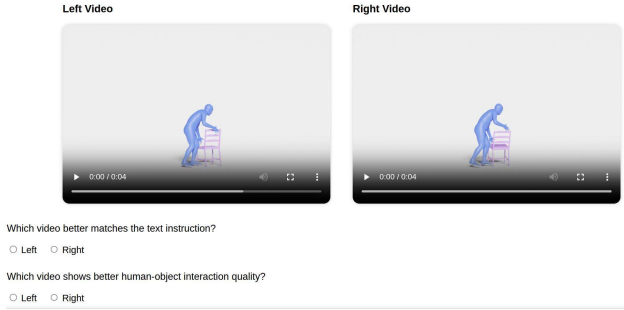 Left Video
Right Video
0:00 / 0:04
0:00 / 0:04
Which video better matches the text instruction?
Left
Right
Which video shows better human-object interaction quality?
Left
Right